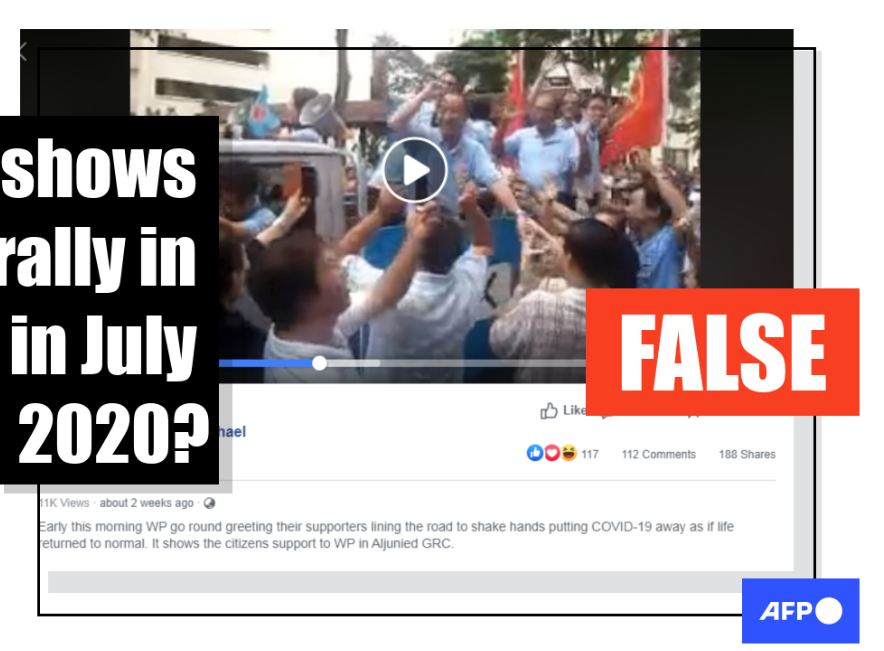 shows
rally in
in July
2020?
FALSE
hael
Like
117 112 Comments 188 Shares
11K Views · about 2 weeks ago ·
Early this morning WP go round greeting their supporters lining the road to shake hands putting COVID-19 away as if life
returned to normal. It shows the citizens support to WP in Aljunied GRC.
AFP